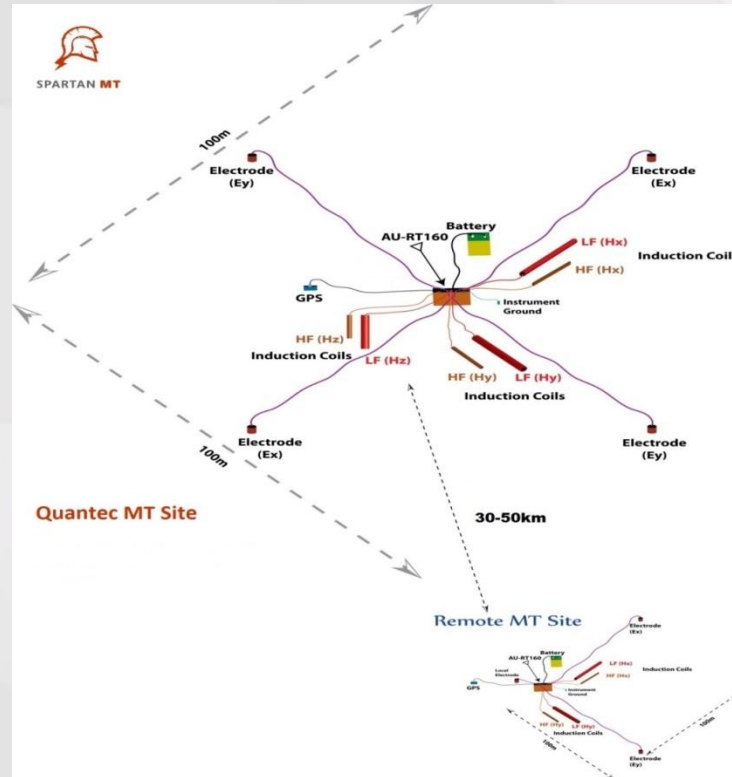 SPARTAN MT
100m
Electrode
(Ey)
Electrode
(Ex)
Battery
AU-RT160
LF (Hx)
Induction Coil
HF (Hx)
GPS
Instrument
Ground
HF (Hz)
Induction Coils
LF (Hz)
HF (Hy)
LF (Hy)
Induction Coils
Electrode
(Ex)
Electrode
(Ey)
100m
Quantec MT Site
30-50km
Remote MT Site
Electrode
(Ex)
Battery
AU-RT160
LF (Hx)
Induction Coils
HF (Hx)
Local
Electrode
GPS
Instrument
Ground
HF (Hy)
LF (Hy)
Induction Coils
100m
100m
Electrode
(Ey)